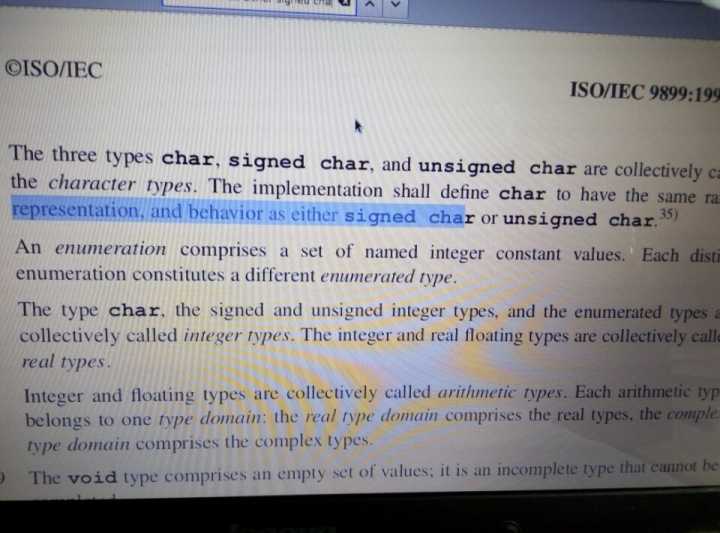 ©ISO/IEC
ISO/IEC 9899:199
The three types char, signed char, and unsigned char are collectively ca
the character types. The implementation shall define char to have the same ra
representation, and behavior as either signed char or unsigned char.35)
An enumeration comprises a set of named integer constant values. Each disti
enumeration constitutes a different enumerated type.
The type char, the signed and unsigned integer types, and the enumerated types a
collectively called integer types. The integer and real floating types are collectively calle
real types.
Integer and floating types are collectively called arithmetic types. Each arithmetic typ
belongs to one type domain: the real type domain comprises the real types, the comple
type domain comprises the complex types.
The void type comprises an empty set of values; it is an incomplete type that cannot be